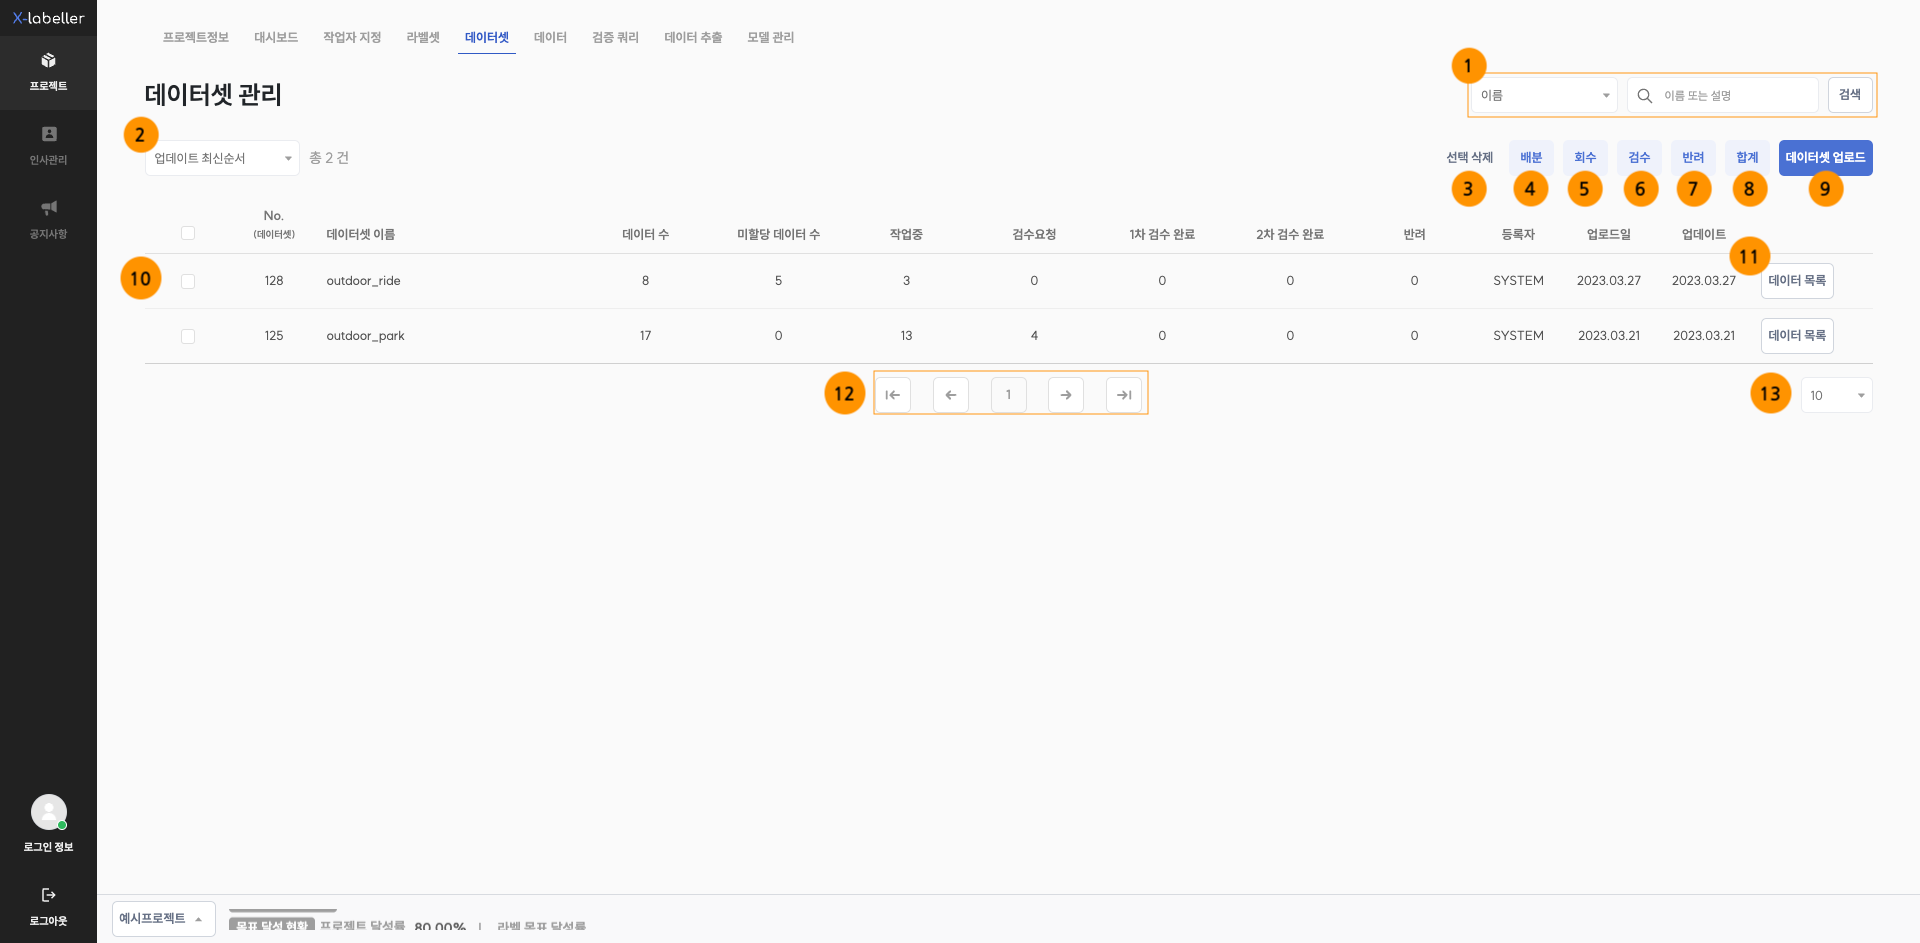 X-labeller
프로젝트
인사관리
공지사항
로그인 정보
로그아웃
프로젝트정보 대시보드 작업자 지정 라벨셋 데이터셋 데이터 검증 쿼리 데이터 추출 모델 관리
데이터셋 관리
1
이름 이름 또는 설명 검색
2
업데이트 최신순서 총 2 건
선택 삭제 배분 회수 검수 반려 합계 데이터셋 업로드
3 4 5 6 7 8 9
No. (데이터셋) 데이터셋 이름 데이터 수 미할당 데이터 수 작업중 검수요청 1차 검수 완료 2차 검수 완료 반려 등록자 업로드일 업데이트
11
10 128 outdoor_ride 8 5 3 0 0 0 0 SYSTEM 2023.03.27 2023.03.27 데이터 목록
125 outdoor_park 17 0 13 4 0 0 0 SYSTEM 2023.03.21 2023.03.21 데이터 목록
12 1 13 10
예시프로젝트 목표 달성 현황 프로젝트 달성률 80.00% | 라벨 목표 달성률